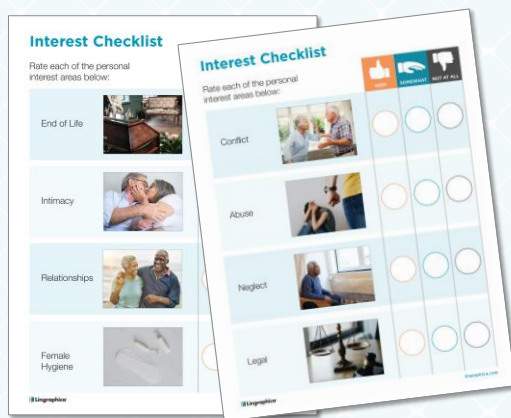 Interest Checklist
Rate each of the personal
interest areas below:
End of Life
Intimacy
Relationships
Female
Hygiene
Lingraphica
Interest Checklist
Rate each of the personal
interest areas below:
VERY
SOMEWHAT
NOT AT ALL
Conflict
Abuse
Neglect
Legal
Lingraphica
lingraphica.com